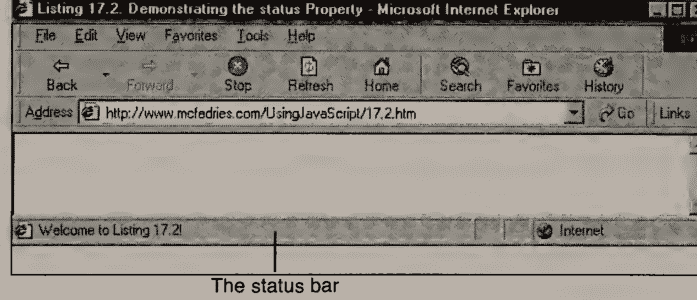 Listing 17.2. Demonstrating the status Property - Microsoft Internet Explorer
File Edit View Favorites Tools Help
Back Forward Stop Refresh Home Search Favorites History
Address http://www.mcfedries.com/UsingJavaScript/17.2.htm Go Links
Welcome to Listing 17.2! Internet
The status bar